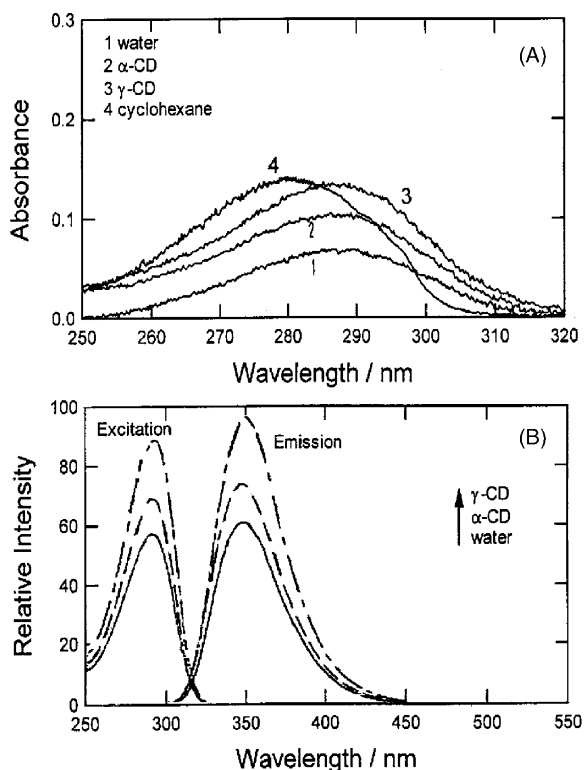 0.3
1 water
2 α-CD
3 γ-CD
4 cyclohexane
(A)
0.2
Absorbance
4
3
0.1
2
1
0.0
250 260 270 280 290 300 310 320
Wavelength / nm
100
Excitation
Emission
(B)
80
γ-CD
α-CD
water
60
Relative Intensity
40
20
0
250 300 350 400 450 500 550
Wavelength / nm